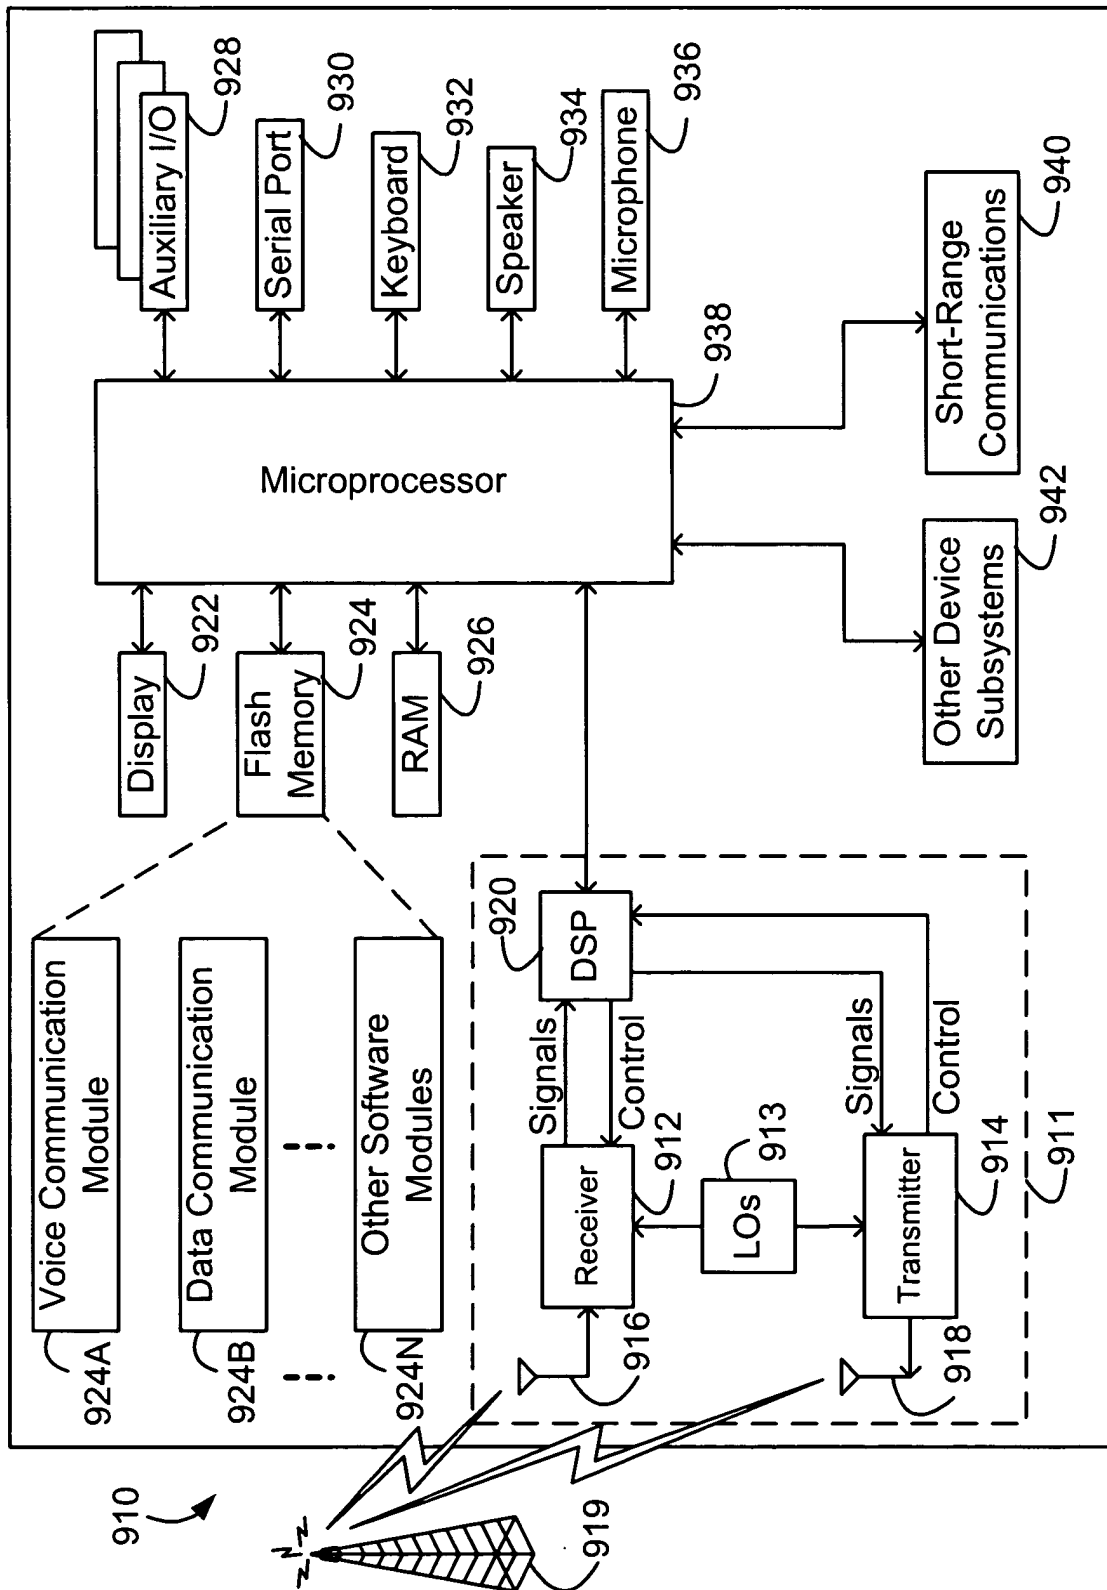 910
919
Voice Communication
Module
924A
Data Communication
Module
924B
Other Software
Modules
924N
Display
922
Flash
Memory
924
RAM
926
Microprocessor
938
Auxiliary I/O
928
Serial Port
930
Keyboard
932
Speaker
934
Microphone
936
Short-Range
Communications
940
Other Device
Subsystems
942
DSP
920
Signals
Control
Receiver
912
916
LOs
913
Signals
Control
Transmitter
914
918
911